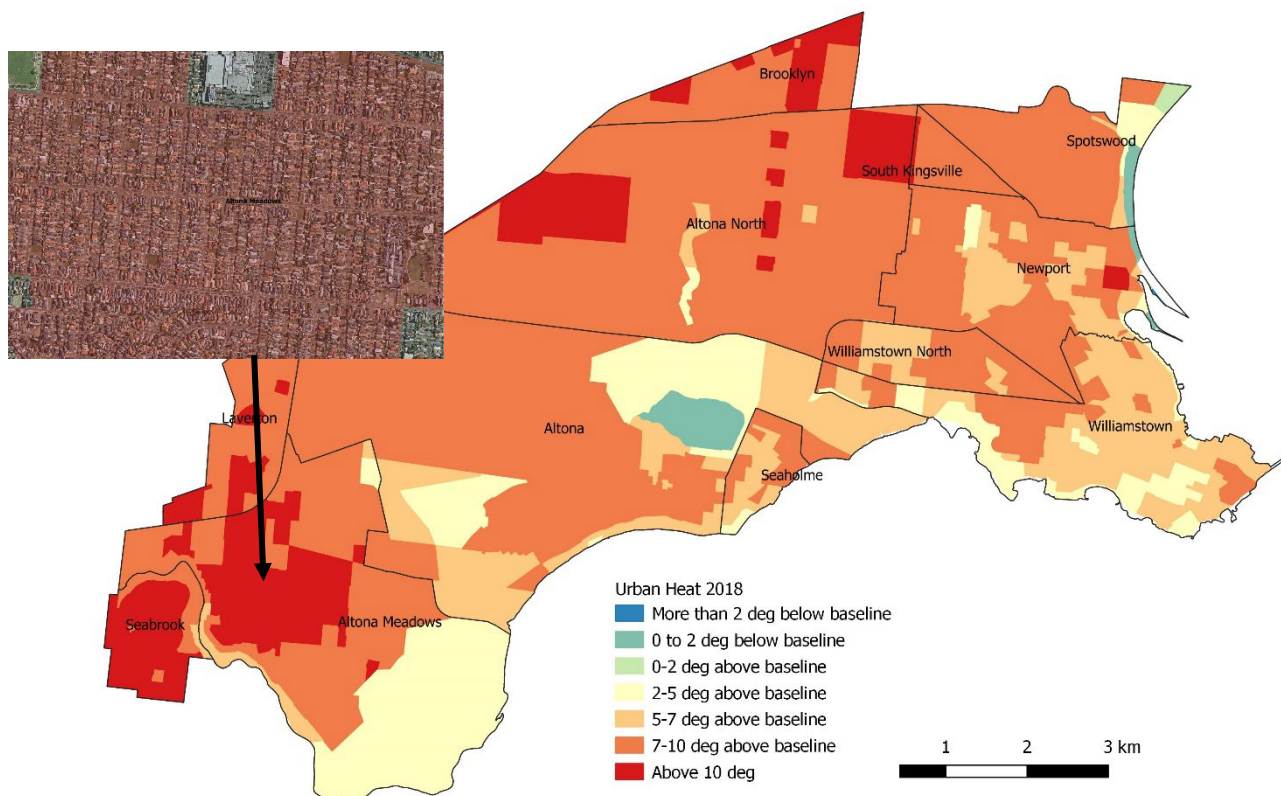 Brooklyn
Spotswood
South Kingsville
Altona Meadows
Altona North
Newport
Williamstown North
Laverton
Altona
Williamstown
Seaholme
Urban Heat 2018
More than 2 deg below baseline
0 to 2 deg below baseline
0-2 deg above baseline
2-5 deg above baseline
5-7 deg above baseline
7-10 deg above baseline
Above 10 deg
Seabrook
Altona Meadows
1 2 3 km